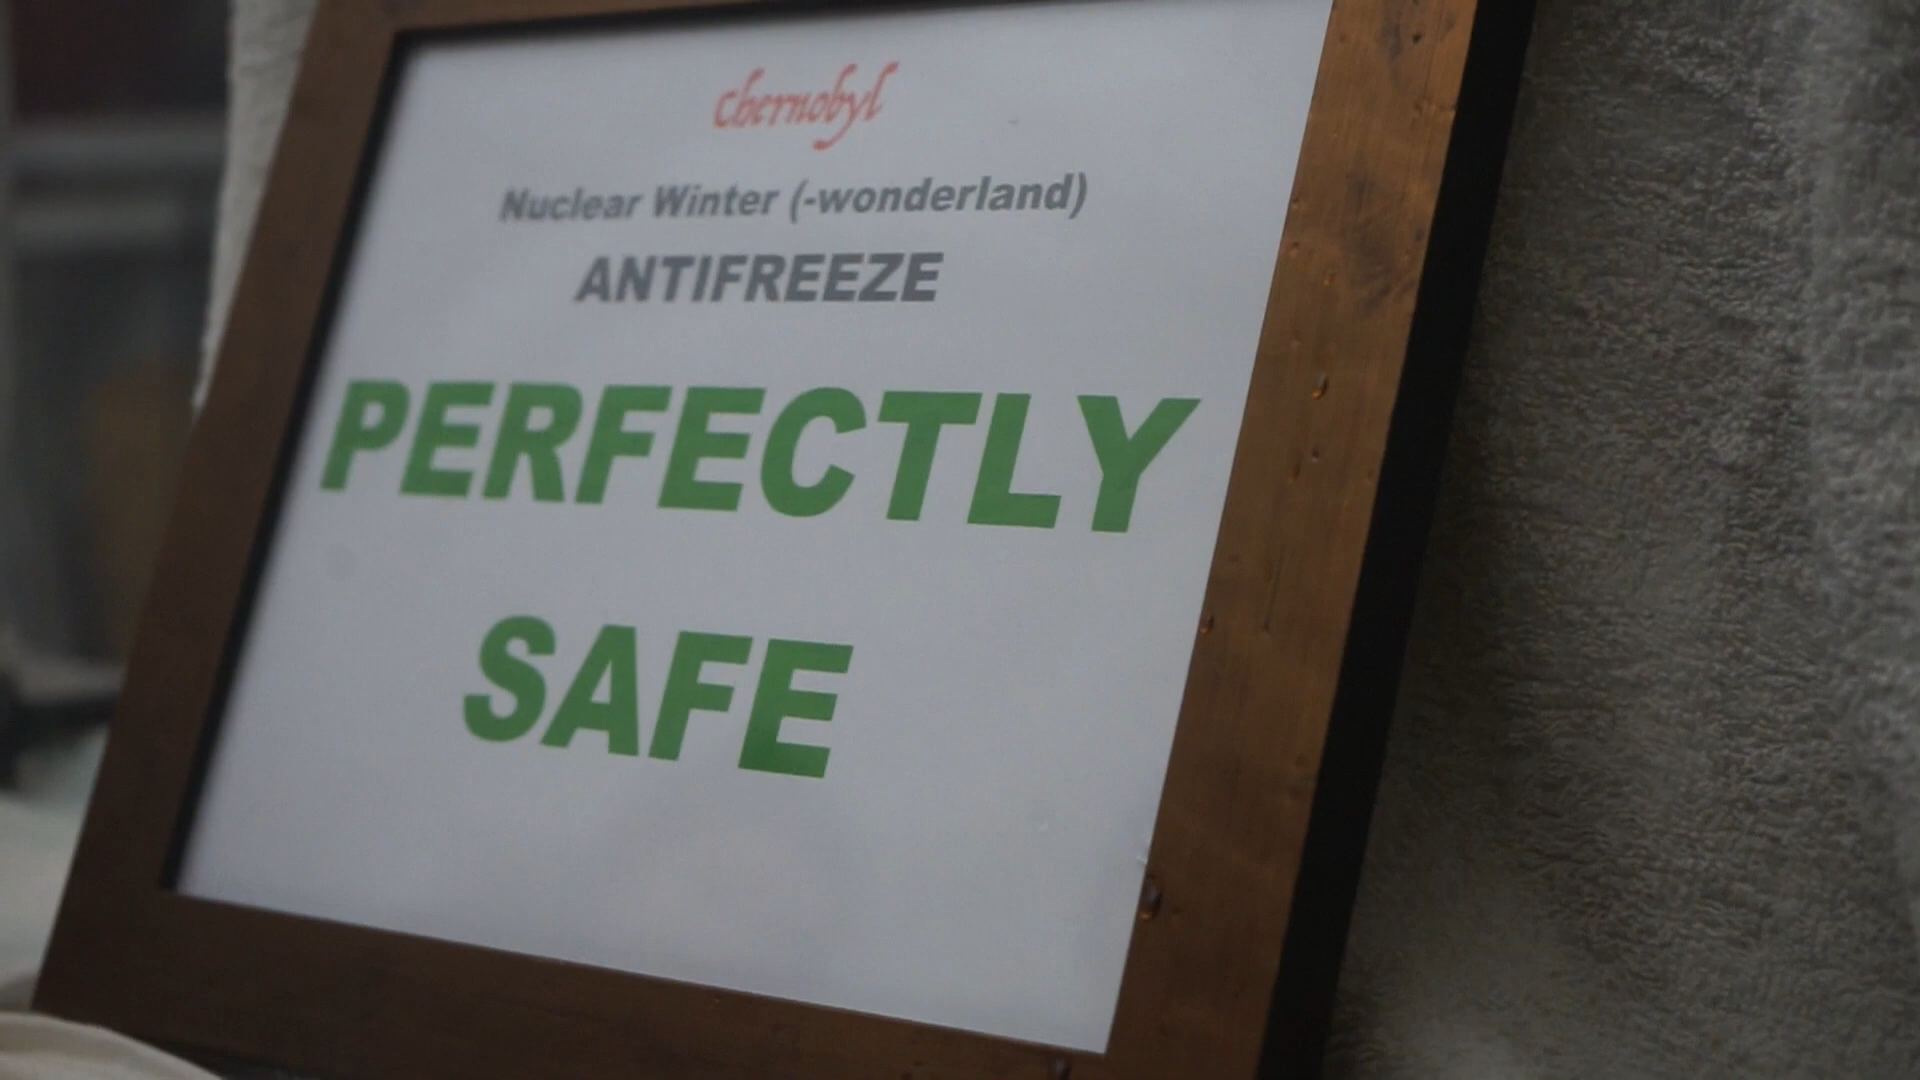 chernobyl
Nuclear Winter (-wonderland)
ANTIFREEZE
PERFECTLY
SAFE